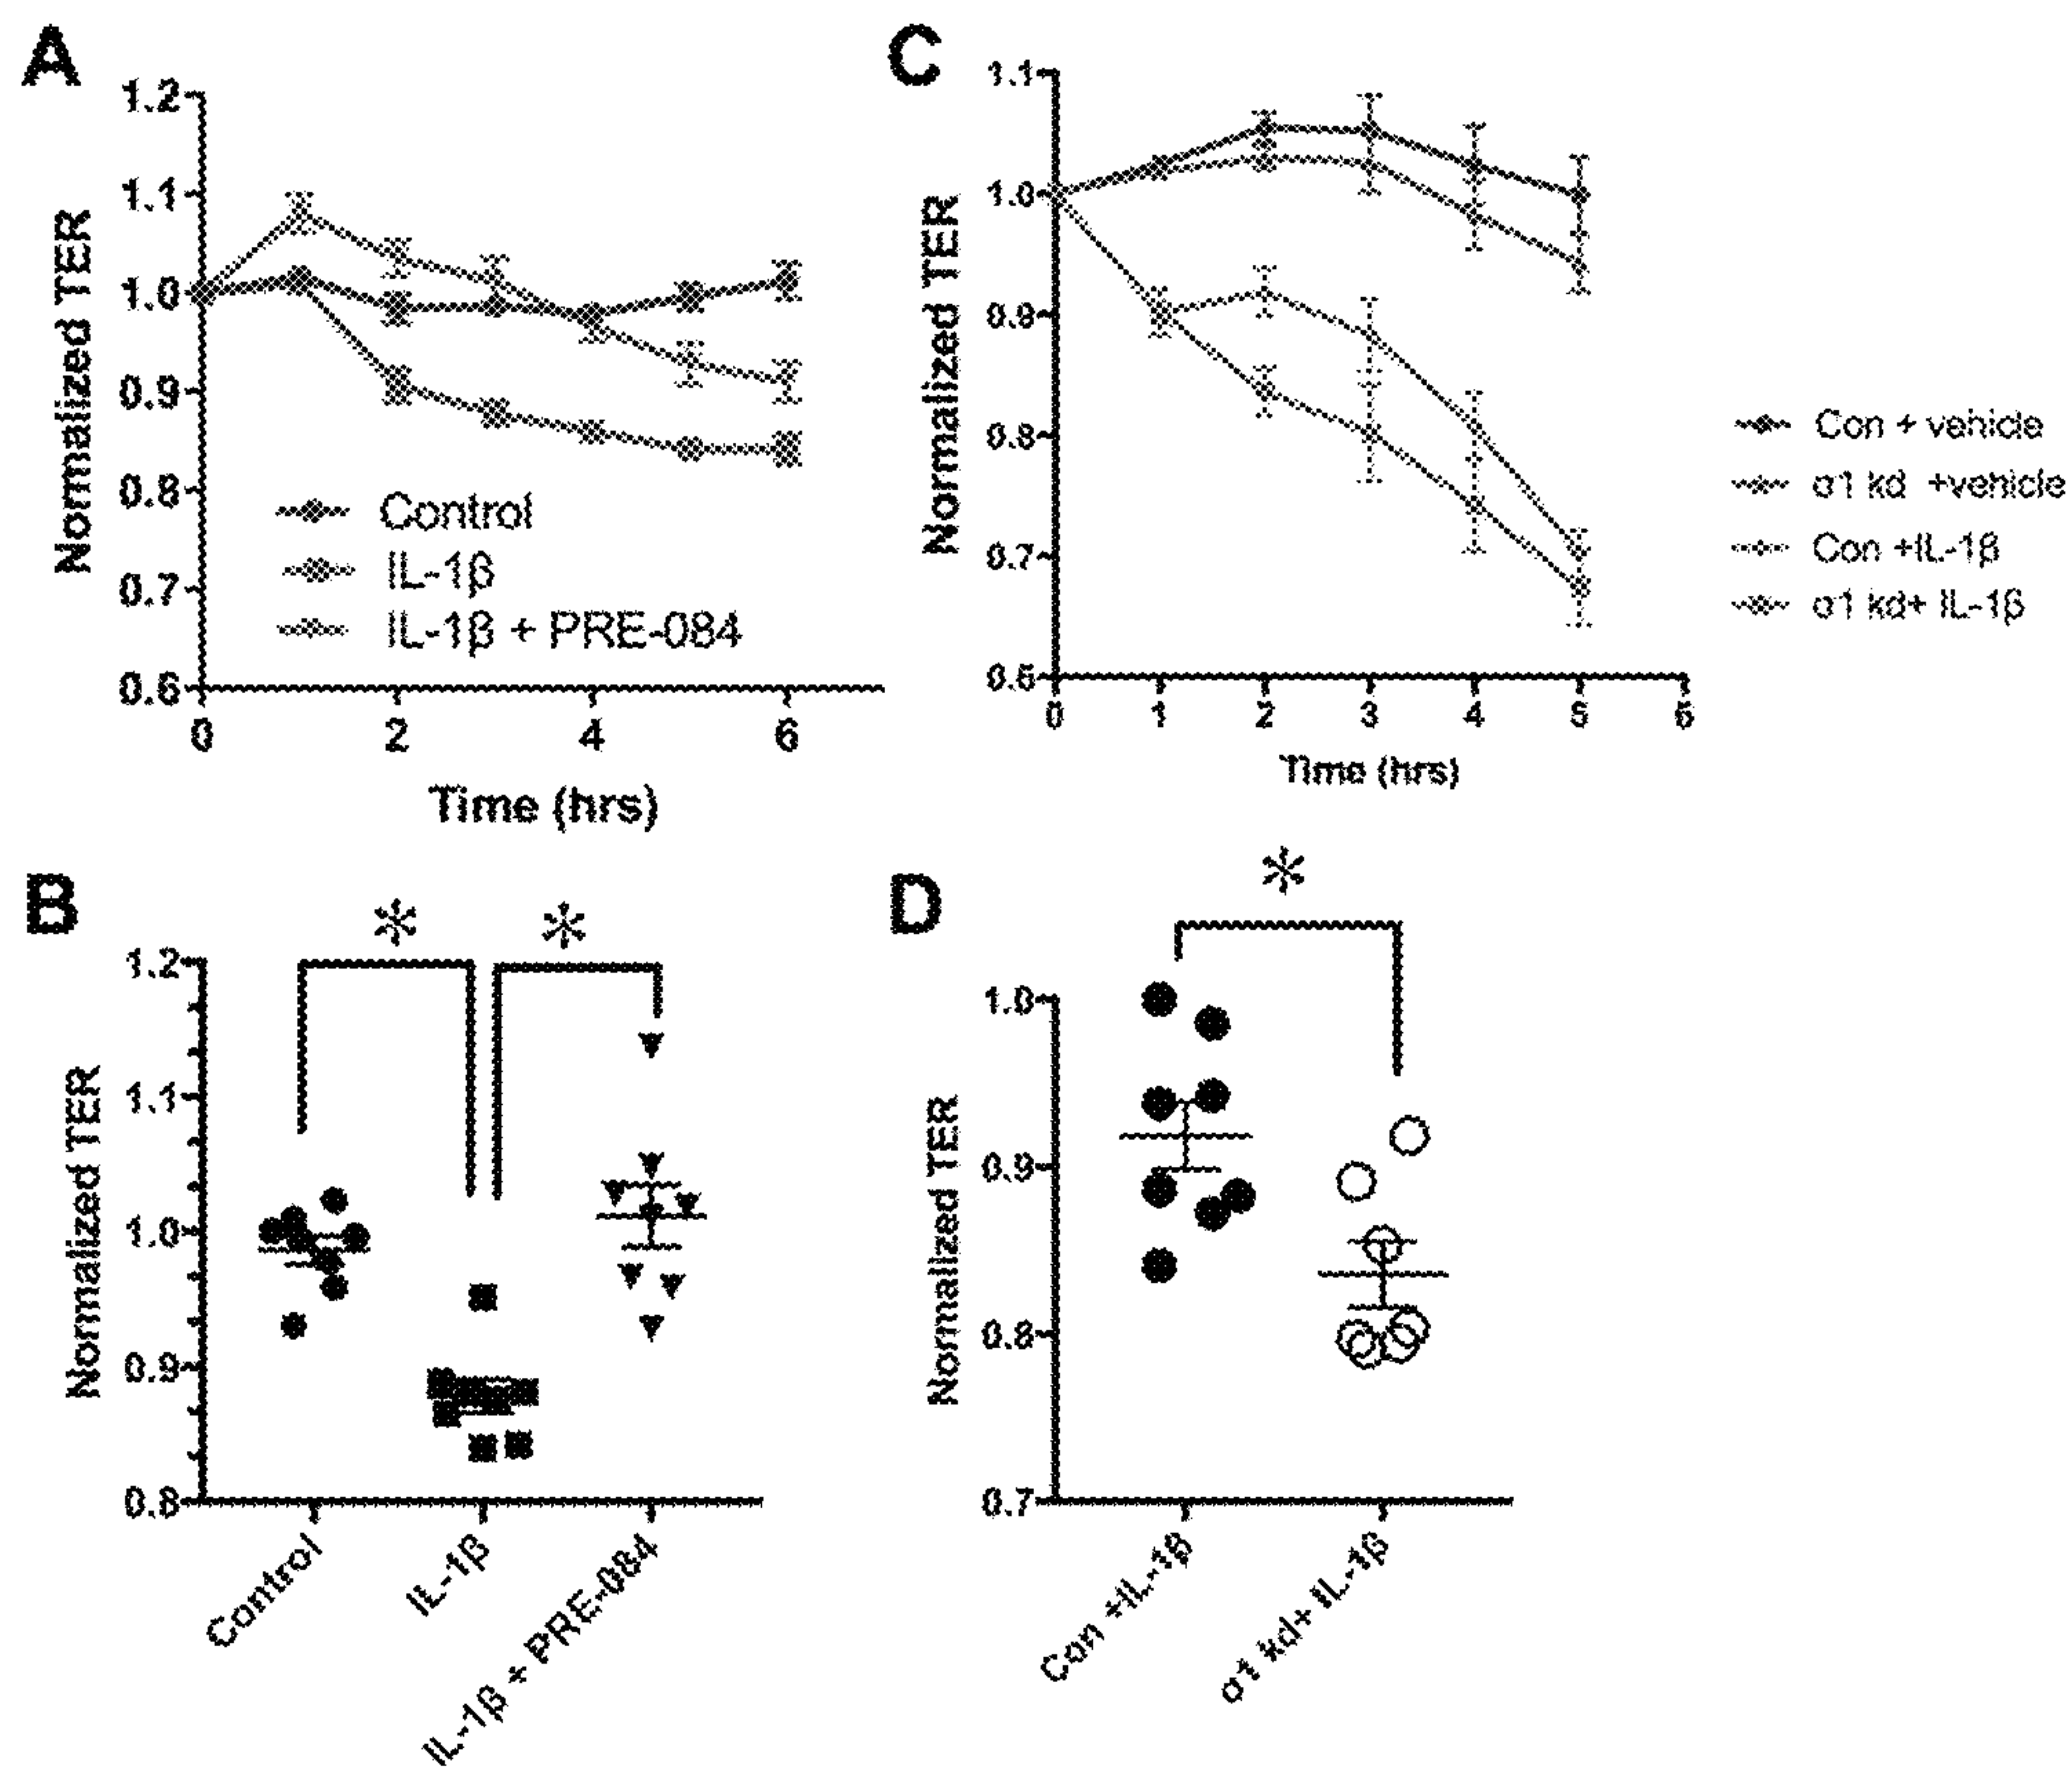 A
1.2
1.1
1.0
0.9
0.8
0.7
0.6
Normalized TER
0 2 4 6
Time (hrs)
Control
IL-1β
IL-1β + PRE-084
C
1.1
1.0
0.9
0.8
0.7
0.6
Normalized TER
0 1 2 3 4 5 6
Time (hrs)
Con + vehicle
σ1 kd +vehicle
Con +IL-1β
σ1 kd+ IL-1β
B
* *
1.2
1.1
1.0
0.9
0.8
Normalized TER
Control
IL-1β
IL-1β + PRE-084
D
*
1.0
0.9
0.8
0.7
Normalized TER
Con +IL-1β
σ1 kd+ IL-1β